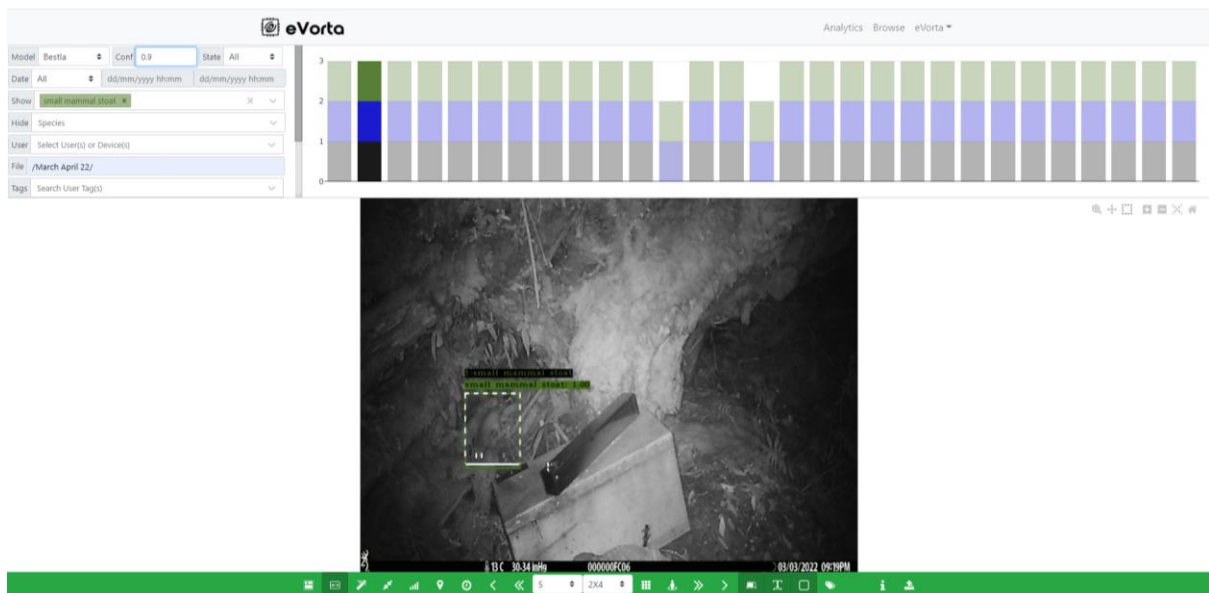 eVorta
Analytics Browse eVorta
Model Bestla Conf 0.9 State All
Date All dd/mm/yyyy hh:mm dd/mm/yyyy hh:mm
Show small mammal stoat ×
Hide Species
User Select User(s) or Device(s)
File /March April 22/
Tags Search User Tag(s)
3
2
1
0
1:small mammal stoat
small mammal stoat: 1.00
13 C 30.34 inHg 000000FC06 03/03/2022 09:19PM
5 2X4